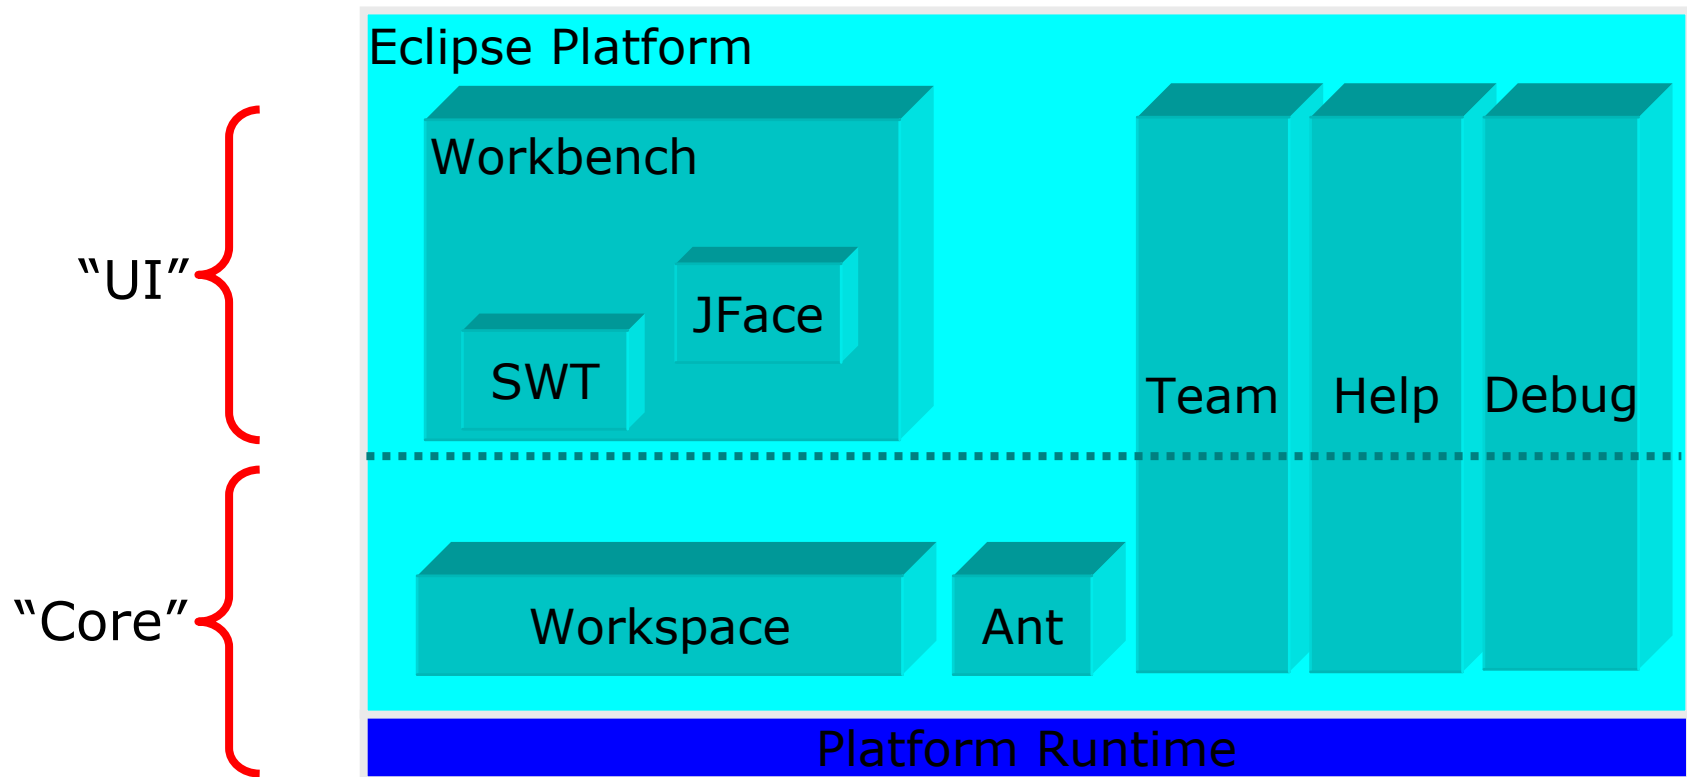 Eclipse Platform
Workbench
“UI”
JFace
SWT
Team
Help
Debug
“Core”
Workspace
Ant
Platform Runtime